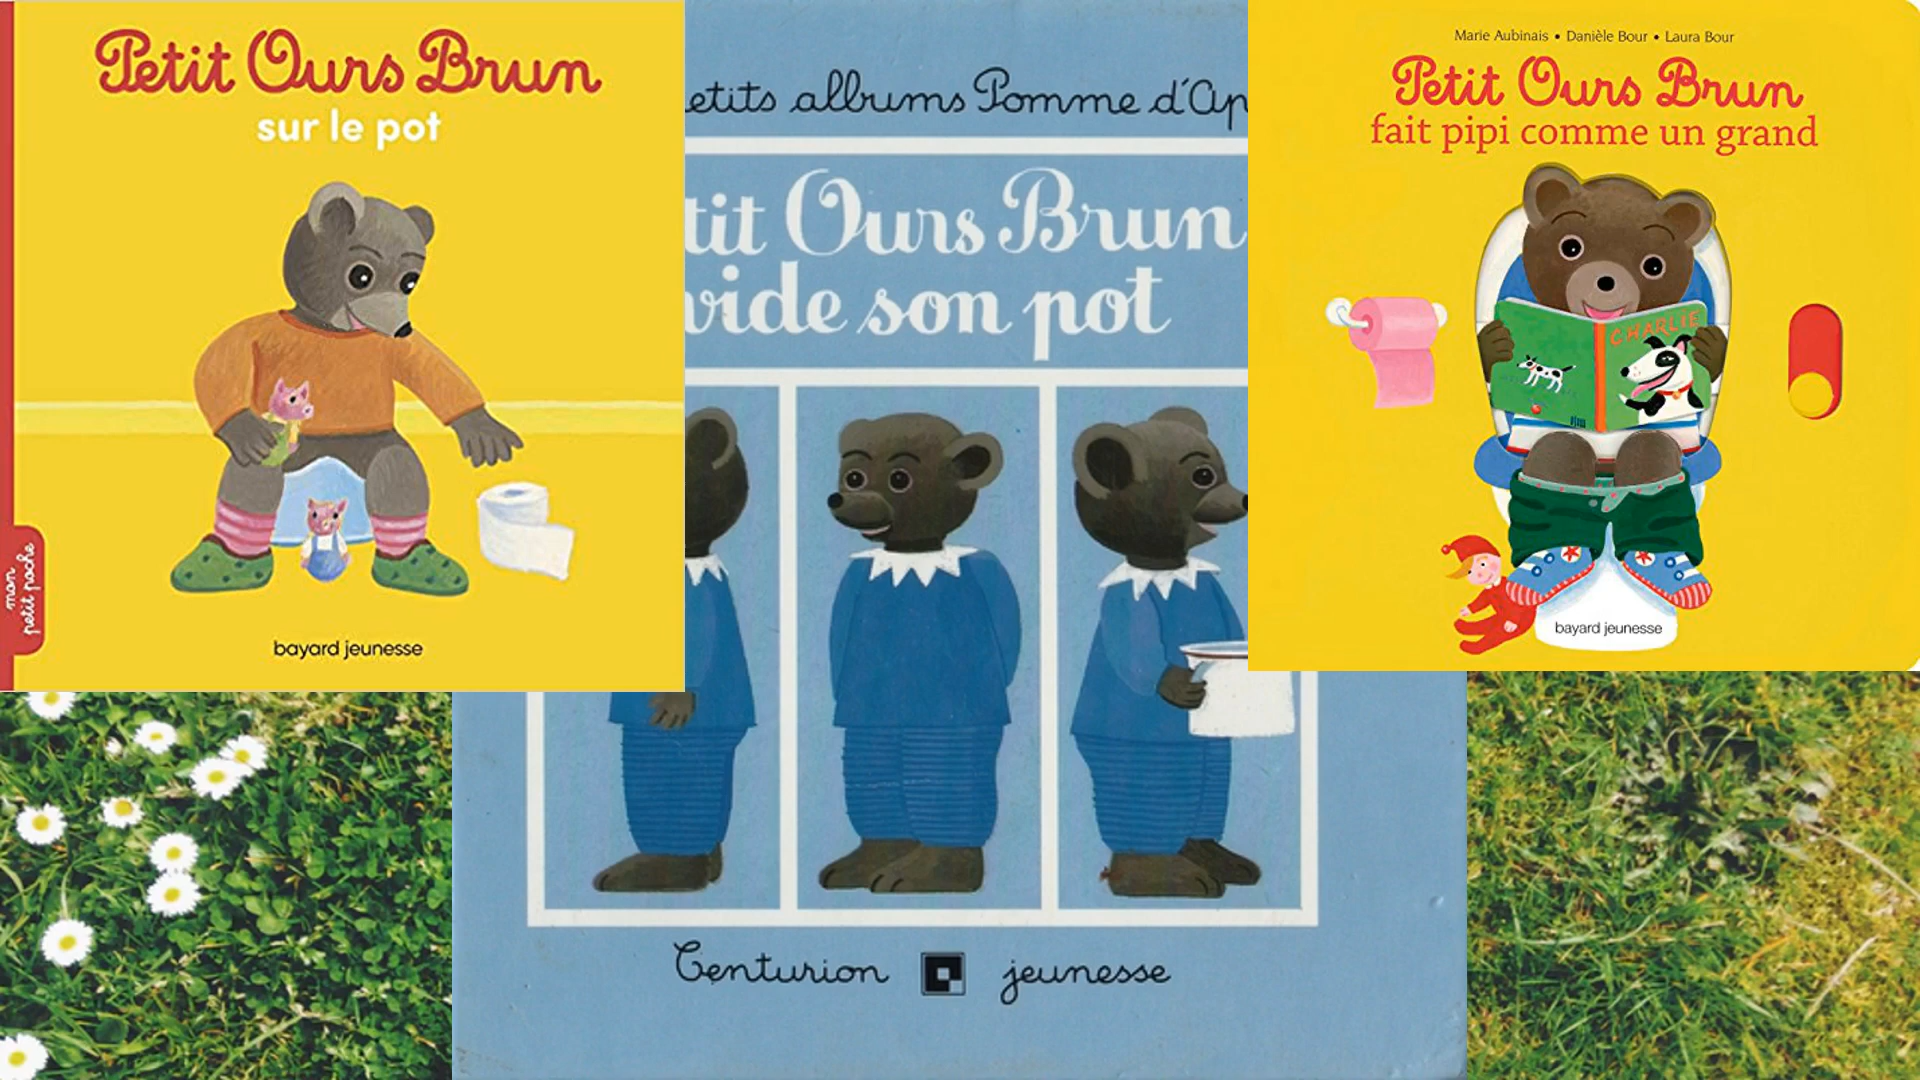 Petit Ours Brun
sur le pot
mon
petit poche
bayard jeunesse
etits albums Pomme d'Ap
tit Ours Brun
vide son pot
Centurion jeunesse
Marie Aubinais • Danièle Bour • Laura Bour
Petit Ours Brun
fait pipi comme un grand
CHARLIE
bayard jeunesse